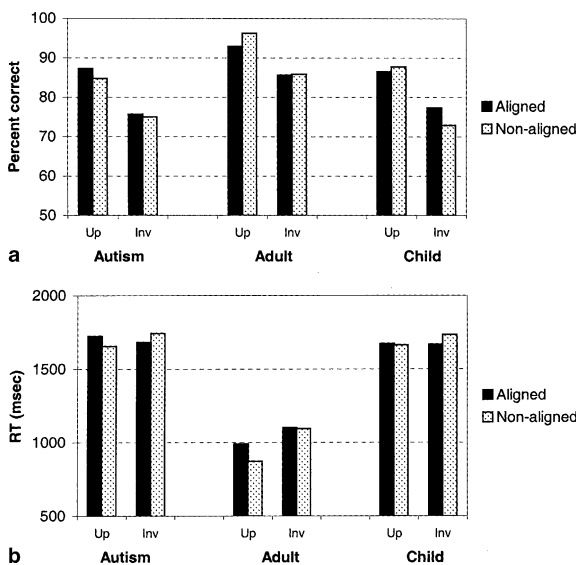 100
90
80
70
60
50
Percent correct
Up Inv Up Inv Up Inv
Autism Adult Child
Aligned
Non-aligned
a
2000
1500
1000
500
RT (msec)
Up Inv Up Inv Up Inv
Autism Adult Child
Aligned
Non-aligned
b